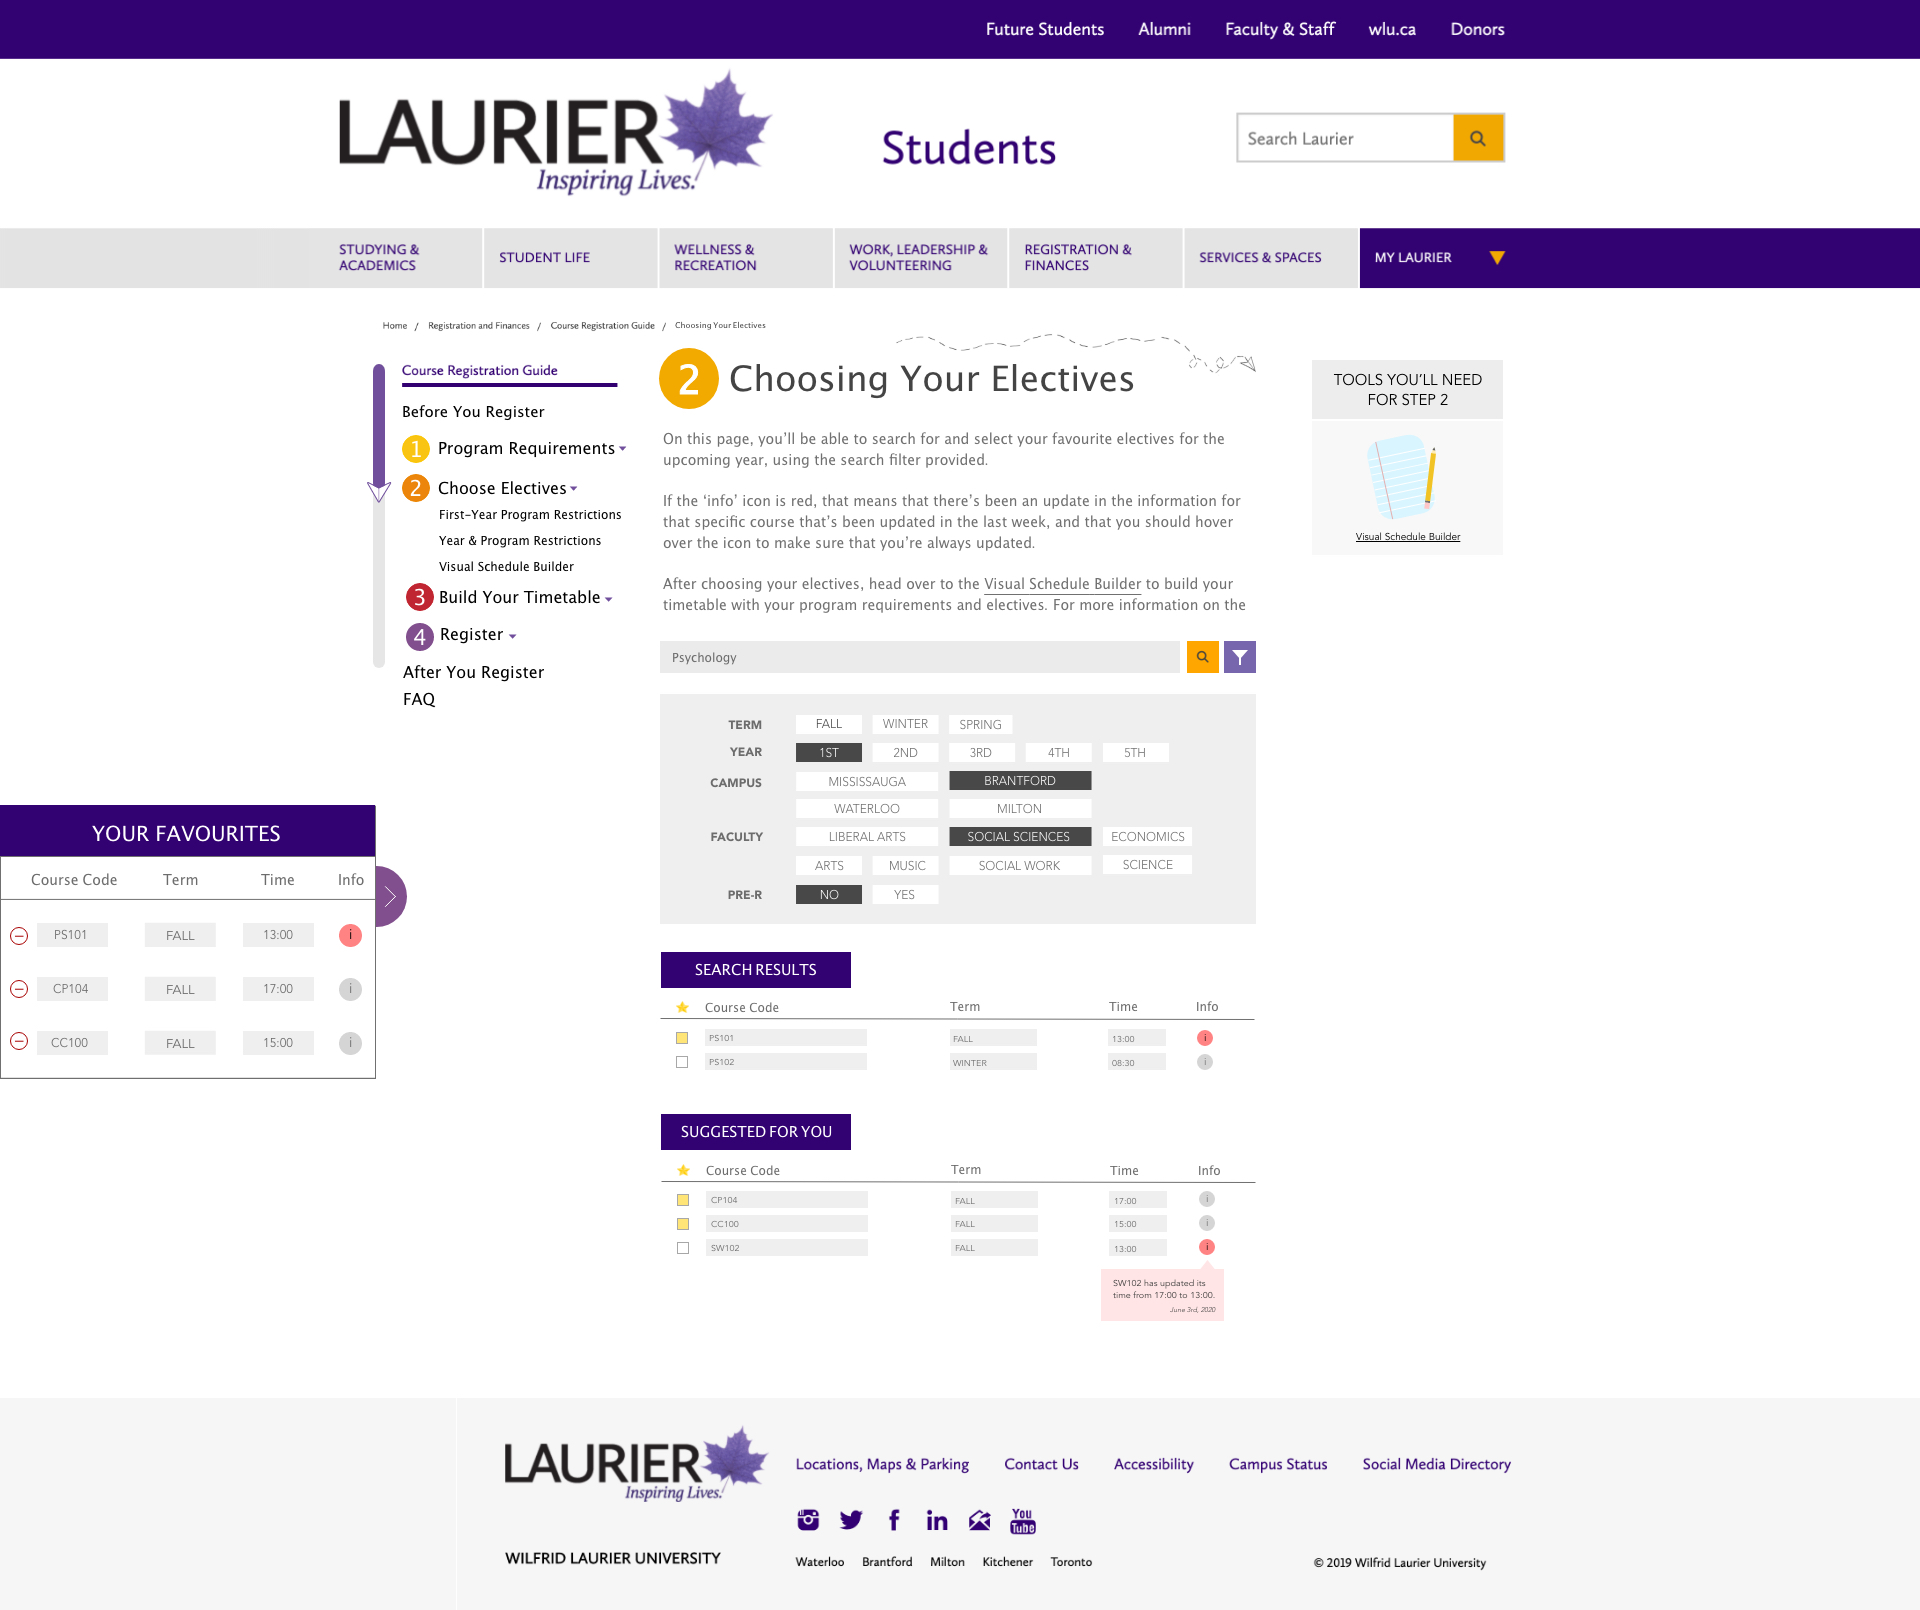 Future Students Alumni Faculty & Staff wlu.ca Donors
LAURIER
Inspiring Lives.
Students
Search Laurier
STUDYING &
ACADEMICS
STUDENT LIFE
WELLNESS &
RECREATION
WORK, LEADERSHIP &
VOLUNTEERING
REGISTRATION &
FINANCES
SERVICES & SPACES
MY LAURIER
Home / Registration and Finances / Course Registration Guide / Choosing Your Electives
Course Registration Guide
Before You Register
1 Program Requirements
2 Choose Electives
First-Year Program Restrictions
Year & Program Restrictions
Visual Schedule Builder
3 Build Your Timetable
4 Register
After You Register
FAQ
2 Choosing Your Electives
On this page, you'll be able to search for and select your favourite electives for the
upcoming year, using the search filter provided.
If the ‘info’ icon is red, that means that there's been an update in the information for
that specific course that's been updated in the last week, and that you should hover
over the icon to make sure that you're always updated.
After choosing your electives, head over to the Visual Schedule Builder to build your
timetable with your program requirements and electives. For more information on the
TOOLS YOU'LL NEED
FOR STEP 2
Visual Schedule Builder
Psychology
TERM FALL WINTER SPRING
YEAR 1ST 2ND 3RD 4TH 5TH
CAMPUS MISSISSAUGA BRANTFORD
WATERLOO MILTON
FACULTY LIBERAL ARTS SOCIAL SCIENCES ECONOMICS
ARTS MUSIC SOCIAL WORK SCIENCE
PRE-R NO YES
YOUR FAVOURITES
Course Code Term Time Info
PS101 FALL 13:00 i
CP104 FALL 17:00 i
CC100 FALL 15:00 i
SEARCH RESULTS
Course Code Term Time Info
PS101 FALL 13:00 i
PS102 WINTER 08:30 i
SUGGESTED FOR YOU
Course Code Term Time Info
CP104 FALL 17:00 i
CC100 FALL 15:00 i
SW102 FALL 13:00 i
SW102 has updated its
time from 17:00 to 13:00.
June 3rd, 2020
LAURIER
Inspiring Lives.
WILFRID LAURIER UNIVERSITY
Locations, Maps & Parking Contact Us Accessibility Campus Status Social Media Directory
f in You
Tube
Waterloo Brantford Milton Kitchener Toronto
© 2019 Wilfrid Laurier University